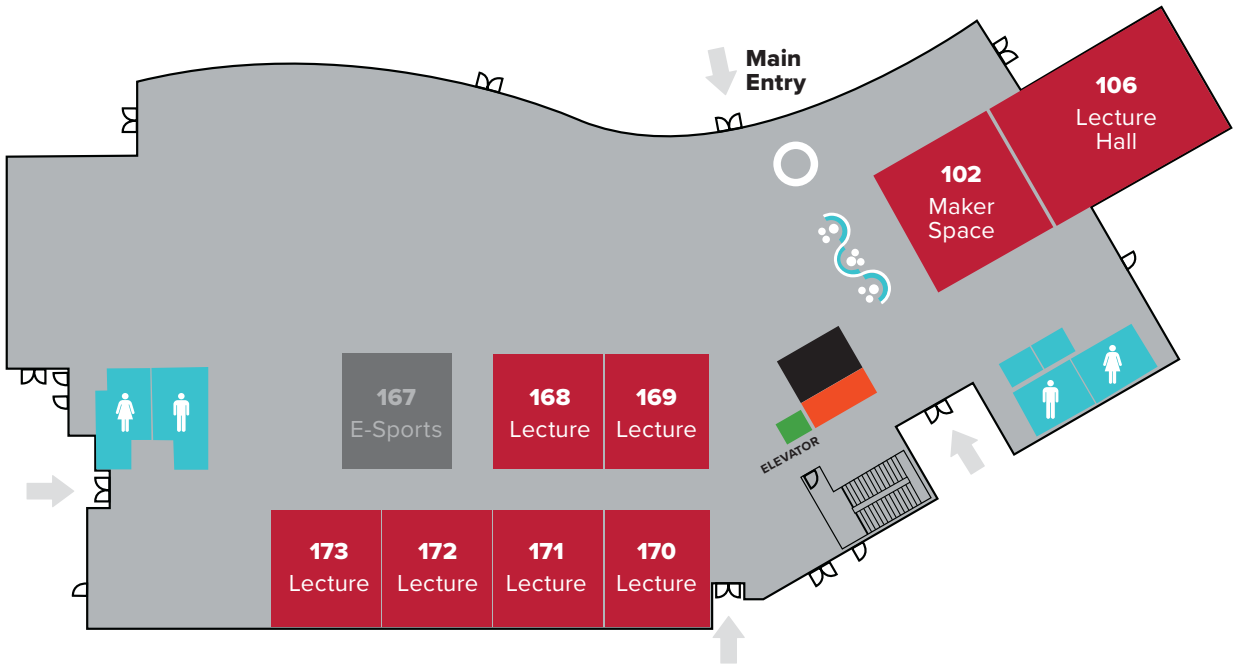 Main
Entry
106
Lecture
Hall
102
Maker
Space
167
E-Sports
168
Lecture
169
Lecture
ELEVATOR
173
Lecture
172
Lecture
171
Lecture
170
Lecture